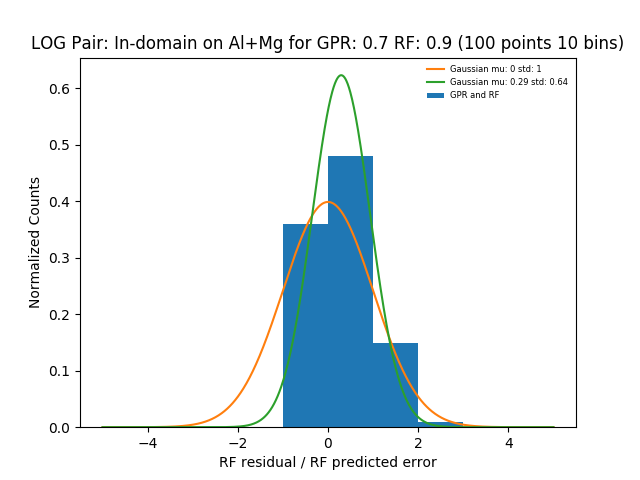 LOG Pair: In-domain on Al+Mg for GPR: 0.7 RF: 0.9 (100 points 10 bins)
Gaussian mu: 0 std: 1
Gaussian mu: 0.29 std: 0.64
GPR and RF
Normalized Counts
0.6
0.5
0.4
0.3
0.2
0.1
0.0
−4 −2 0 2 4
RF residual / RF predicted error